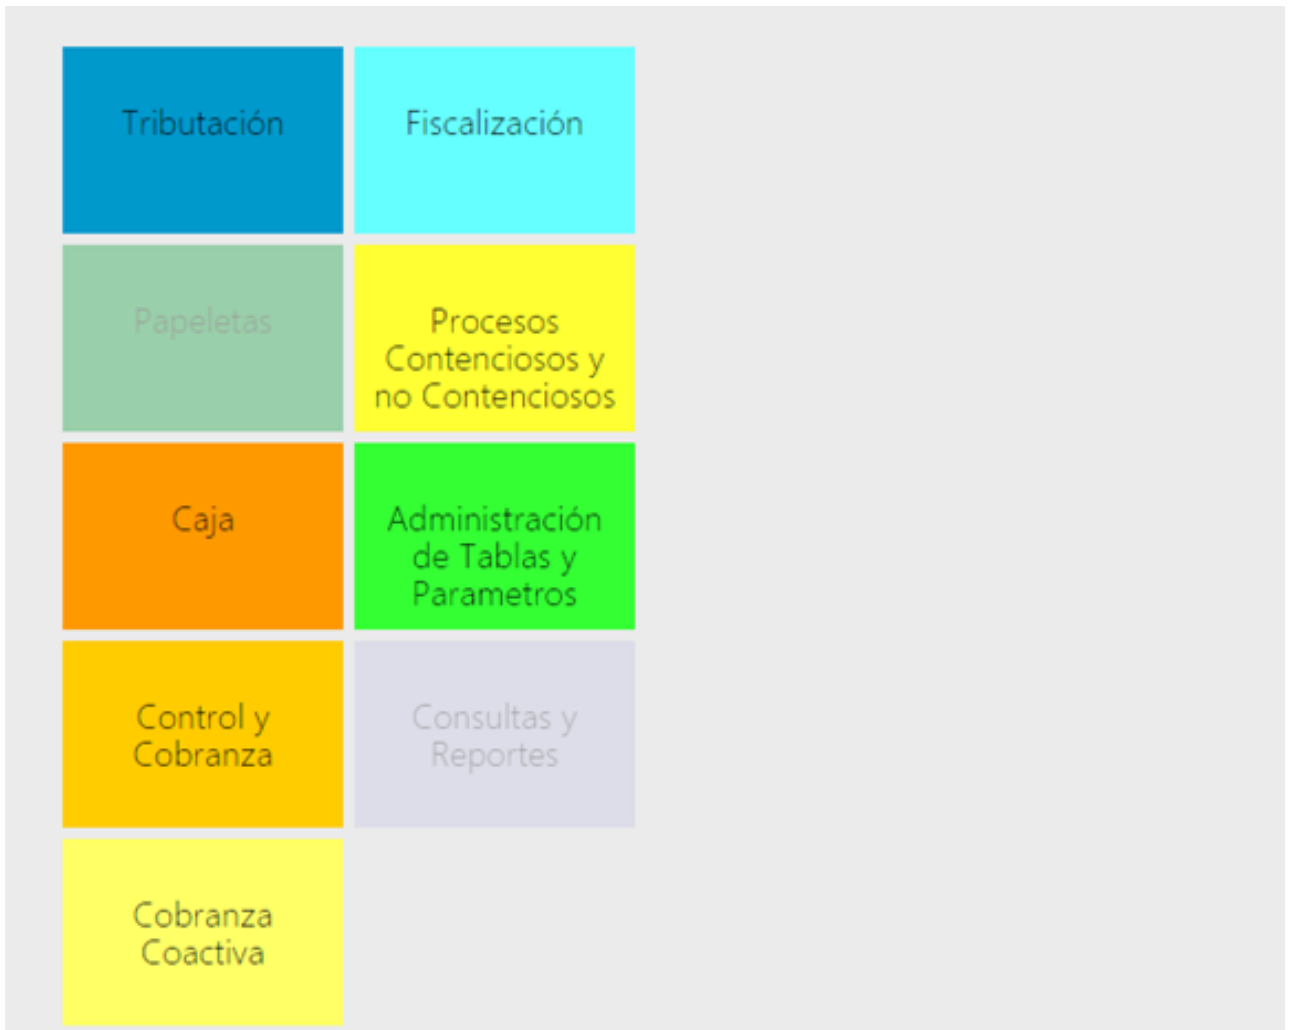 Tributación
Fiscalización
Papeletas
Procesos
Contenciosos y
no Contenciosos
Caja
Administración
de Tablas y
Parametros
Control y
Cobranza
Consultas y
Reportes
Cobranza
Coactiva